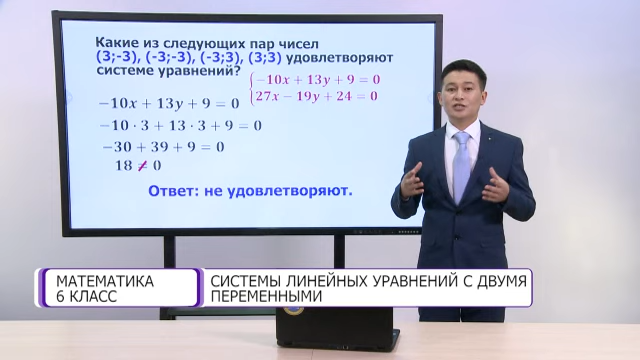 Какие из следующих пар чисел
(3;-3), (-3;-3), (-3;3), (3;3) удовлетворяют
системе уравнений?
−10x + 13y + 9 = 0
27x − 19y + 24 = 0
−10x + 13y + 9 = 0
−10 · 3 + 13 · 3 + 9 = 0
−30 + 39 + 9 = 0
18 ≠ 0
Ответ: не удовлетворяют.
МАТЕМАТИКА
6 КЛАСС
СИСТЕМЫ ЛИНЕЙНЫХ УРАВНЕНИЙ С ДВУМЯ
ПЕРЕМЕННЫМИ